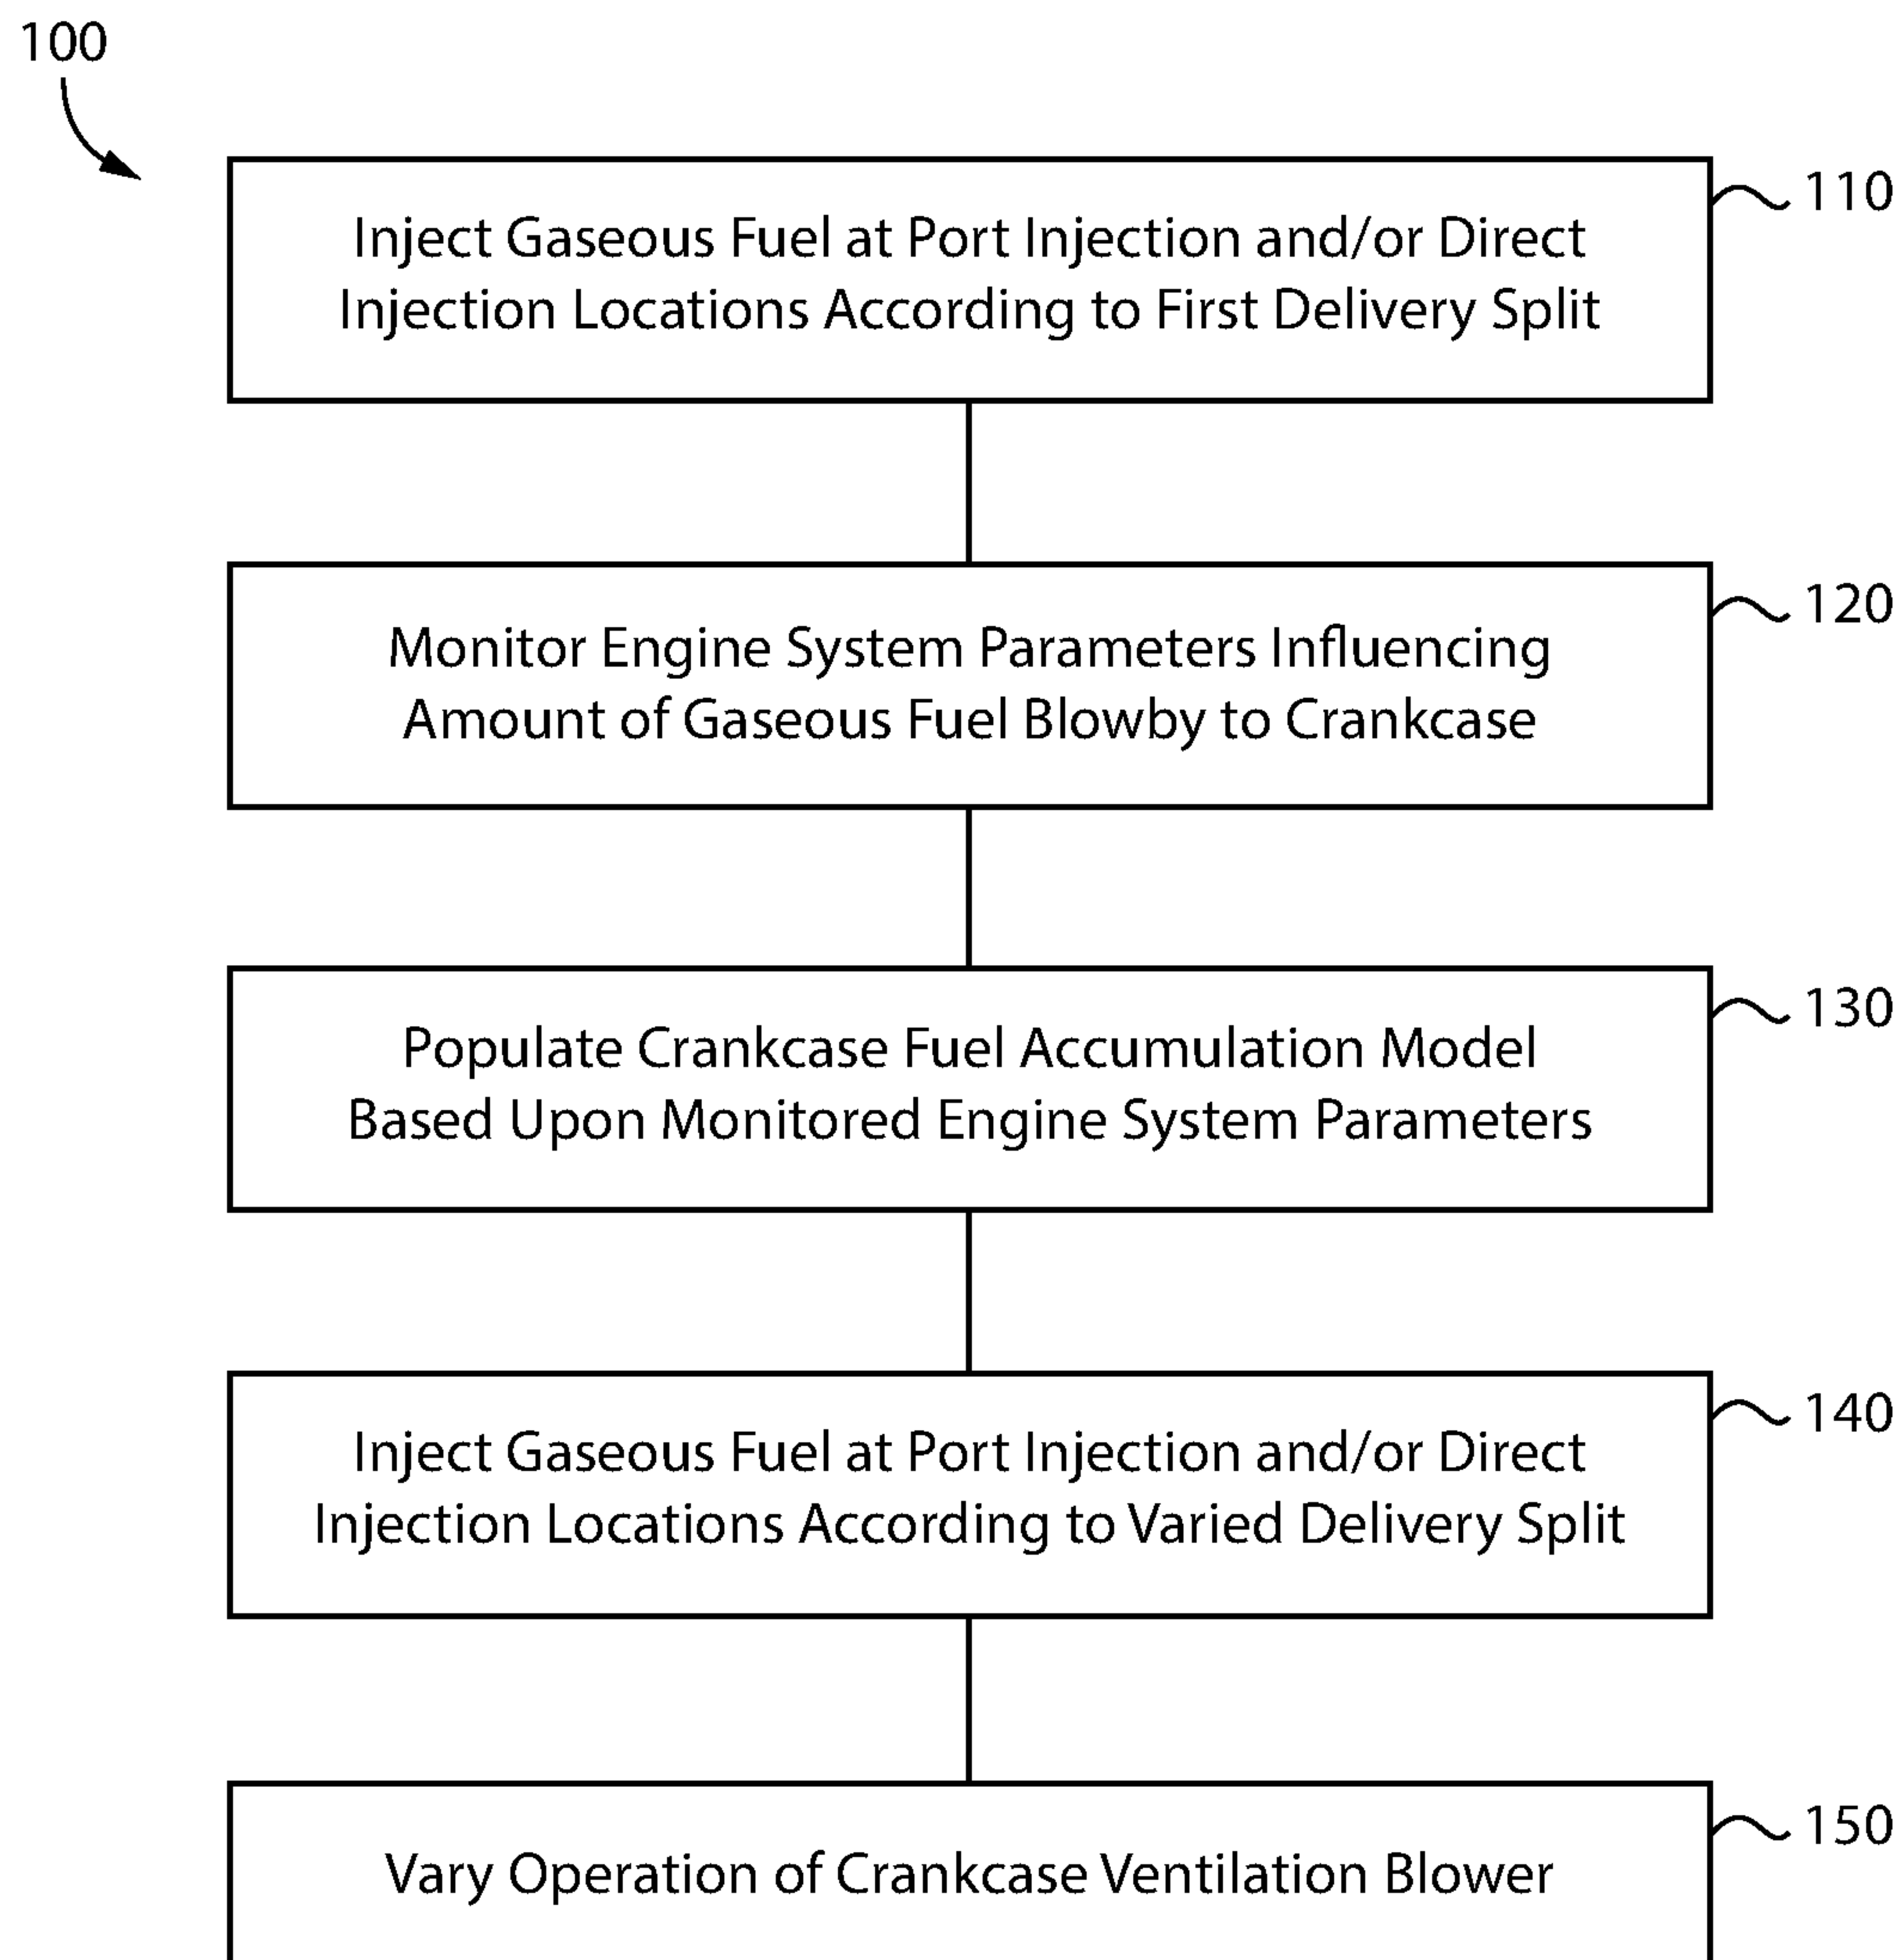 100
110
Inject Gaseous Fuel at Port Injection and/or Direct
Injection Locations According to First Delivery Split
120
Monitor Engine System Parameters Influencing
Amount of Gaseous Fuel Blowby to Crankcase
130
Populate Crankcase Fuel Accumulation Model
Based Upon Monitored Engine System Parameters
140
Inject Gaseous Fuel at Port Injection and/or Direct
Injection Locations According to Varied Delivery Split
150
Vary Operation of Crankcase Ventilation Blower